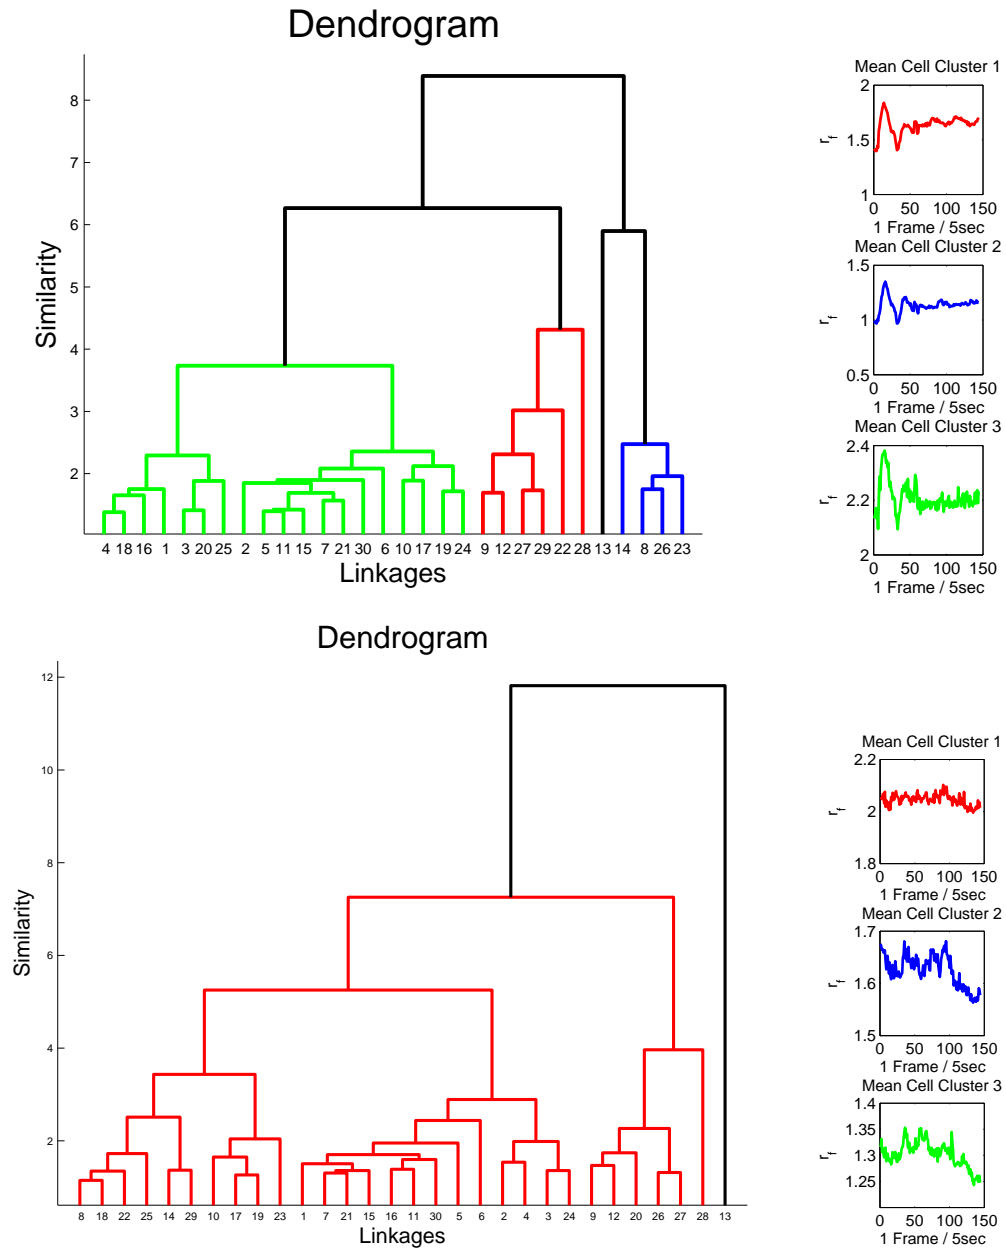 Dendrogram
8
7
6
5
4
3
2
Similarity
4 18 16 1 3 20 25 2 5 11 15 7 21 30 6 10 17 19 24 9 12 27 29 22 28 13 14 8 26 23
Linkages
Mean Cell Cluster 1
2
1.5
1
r_f
0 50 100 150
1 Frame / 5sec
Mean Cell Cluster 2
1.5
1
0.5
r_f
0 50 100 150
1 Frame / 5sec
Mean Cell Cluster 3
2.4
2.2
2
r_f
0 50 100 150
1 Frame / 5sec
Dendrogram
12
10
8
6
4
2
Similarity
8 18 22 25 14 29 10 17 19 23 1 7 21 15 16 11 30 5 6 2 4 3 24 9 12 20 26 27 28 13
Linkages
Mean Cell Cluster 1
2.2
2
1.8
r_f
0 50 100 150
1 Frame / 5sec
Mean Cell Cluster 2
1.7
1.6
1.5
r_f
0 50 100 150
1 Frame / 5sec
Mean Cell Cluster 3
1.4
1.35
1.3
1.25
r_f
0 50 100 150
1 Frame / 5sec